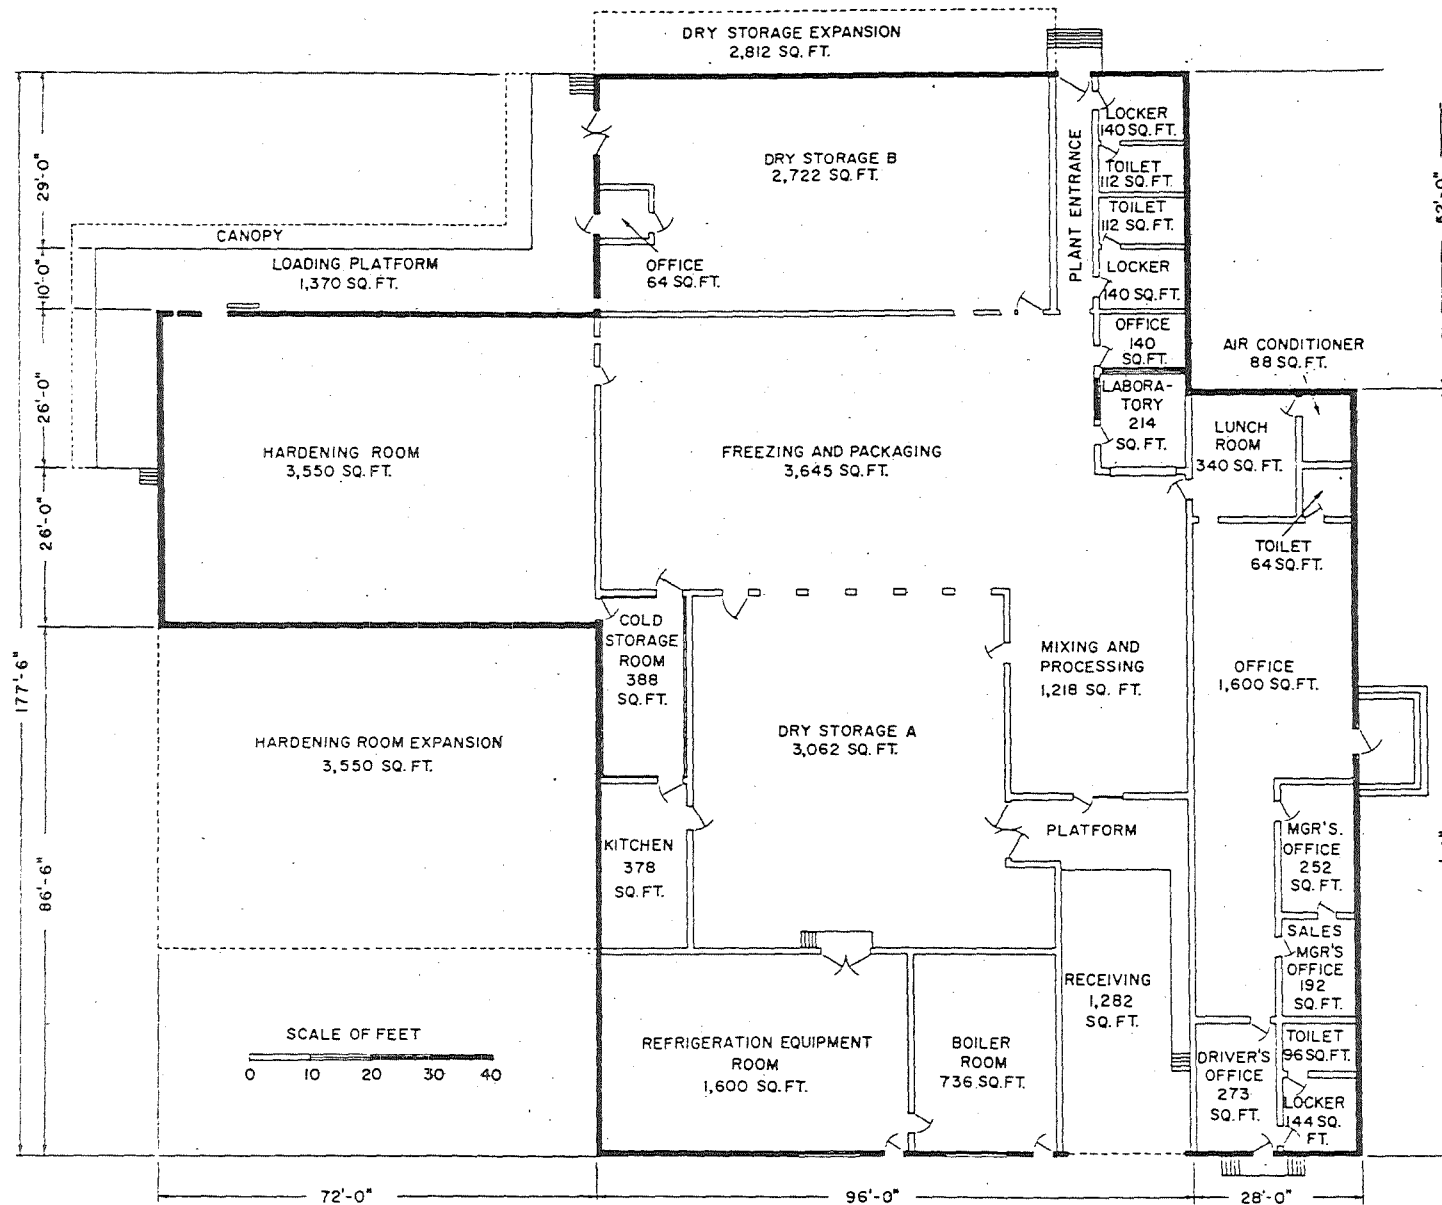 DRY STORAGE EXPANSION
2,812 SQ. FT.
LOCKER
140 SQ. FT.
TOILET
112 SQ. FT.
TOILET
112 SQ. FT.
LOCKER
140 SQ. FT.
PLANT ENTRANCE
DRY STORAGE B
2,722 SQ. FT.
OFFICE
64 SQ. FT.
CANOPY
LOADING PLATFORM
1,370 SQ. FT.
29'-0"
10'-0"
26'-0"
26'-0"
177'-6"
86'-6"
OFFICE
140
SQ. FT.
AIR CONDITIONER
88 SQ. FT.
LABORA-
TORY
214
SQ. FT.
LUNCH
ROOM
340 SQ. FT.
HARDENING ROOM
3,550 SQ. FT.
FREEZING AND PACKAGING
3,645 SQ. FT.
TOILET
64 SQ. FT.
COLD
STORAGE
ROOM
388
SQ. FT.
MIXING AND
PROCESSING
1,218 SQ. FT.
OFFICE
1,600 SQ. FT.
HARDENING ROOM EXPANSION
3,550 SQ. FT.
DRY STORAGE A
3,062 SQ. FT.
KITCHEN
378
SQ. FT.
PLATFORM
MGR'S.
OFFICE
252
SQ. FT.
SALES
MGR'S
OFFICE
192
SQ. FT.
RECEIVING
1,282
SQ. FT.
SCALE OF FEET
0 10 20 30 40
REFRIGERATION EQUIPMENT
ROOM
1,600 SQ. FT.
BOILER
ROOM
736 SQ. FT.
DRIVER'S
OFFICE
273
SQ. FT.
TOILET
96 SQ. FT.
LOCKER
144 SQ.
FT.
72'-0"
96'-0"
28'-0"